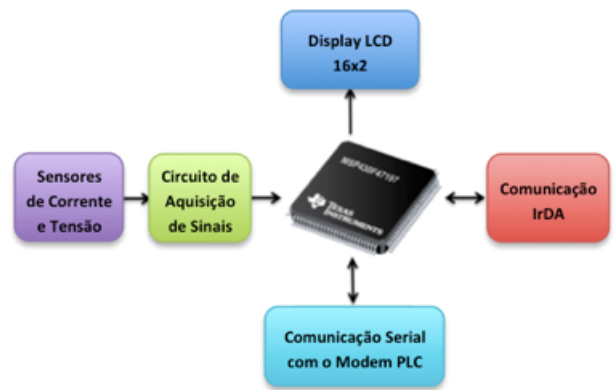 Display LCD
16x2
Sensores
de Corrente
e Tensão
Circuito de
Aquisição
de Sinais
MSP430F47197
TEXAS
INSTRUMENTS
Comunicação
IrDA
Comunicação Serial
com o Modem PLC